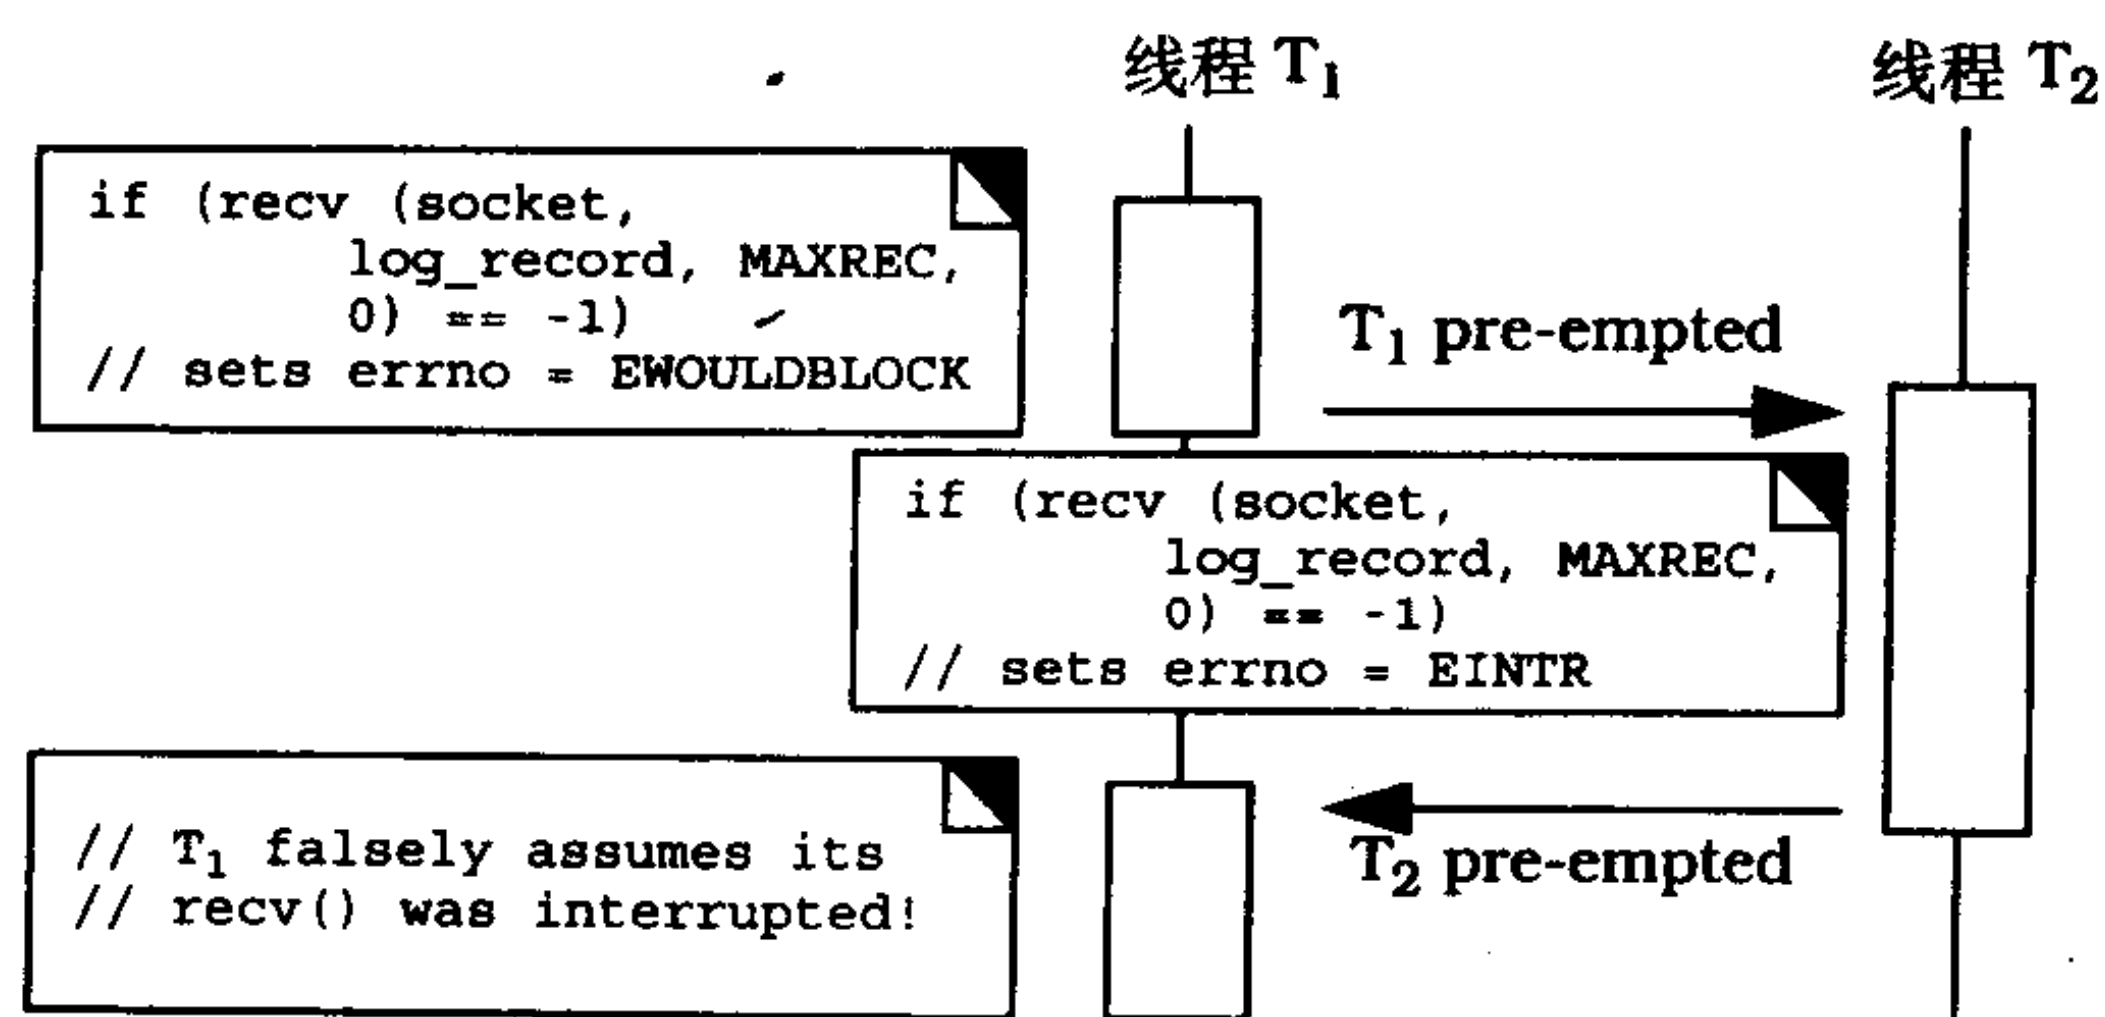 线程 T1
线程 T2
if (recv (socket,
log_record, MAXREC,
0) == -1)
// sets errno = EWOULDBLOCK
T1 pre-empted
if (recv (socket,
log_record, MAXREC,
0) == -1)
// sets errno = EINTR
T2 pre-empted
// T1 falsely assumes its
// recv() was interrupted!